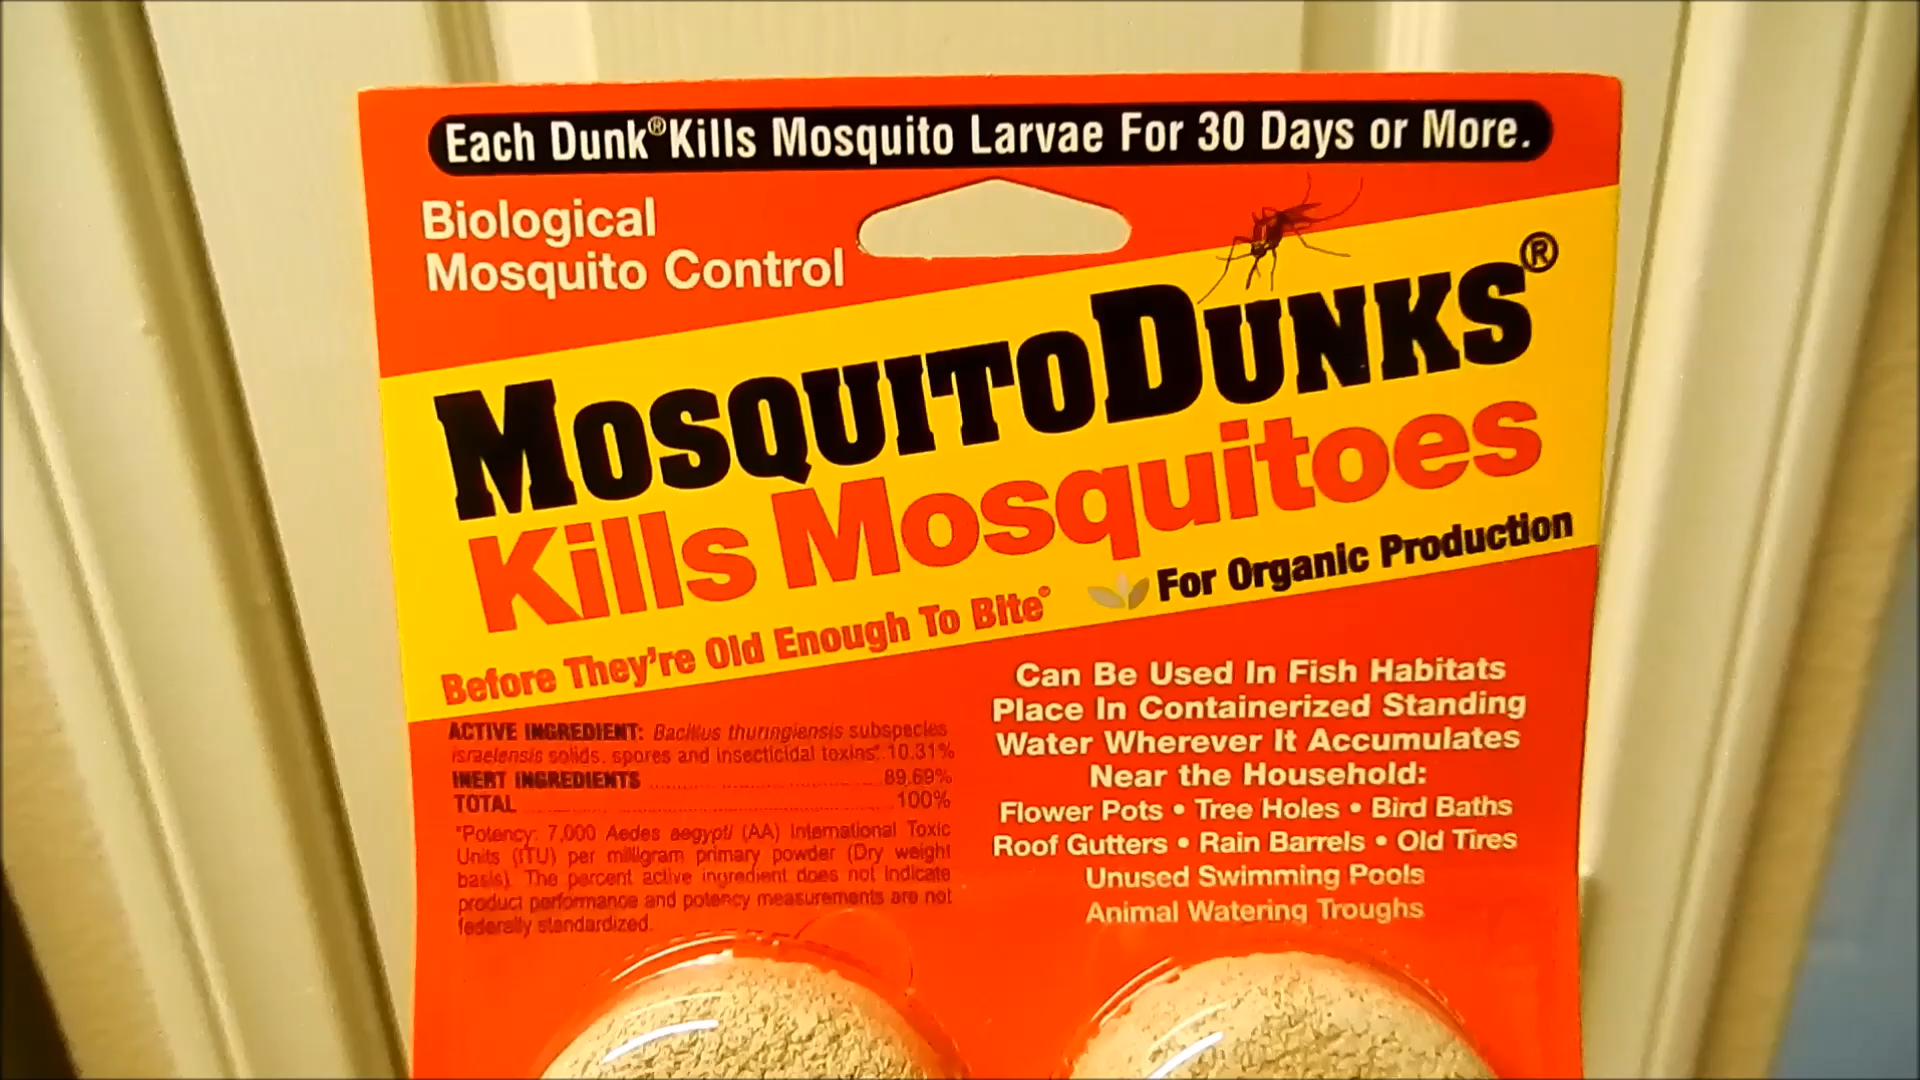 Each Dunk® Kills Mosquito Larvae For 30 Days or More.
Biological
Mosquito Control
MOSQUITODUNKS®
Kills Mosquitoes
Before They're Old Enough To Bite®
For Organic Production
ACTIVE INGREDIENT: Bacillus thuringiensis subspecies
israelensis solids, spores and insecticidal toxins*. 10.31%
INERT INGREDIENTS 89.69%
TOTAL 100%
*Potency: 7,000 Aedes aegypti (AA) International Toxic
Units (ITU) per milligram primary powder (Dry weight
basis). The percent active ingredient does not indicate
product performance and potency measurements are not
federally standardized.
Can Be Used In Fish Habitats
Place In Containerized Standing
Water Wherever It Accumulates
Near the Household:
Flower Pots • Tree Holes • Bird Baths
Roof Gutters • Rain Barrels • Old Tires
Unused Swimming Pools
Animal Watering Troughs